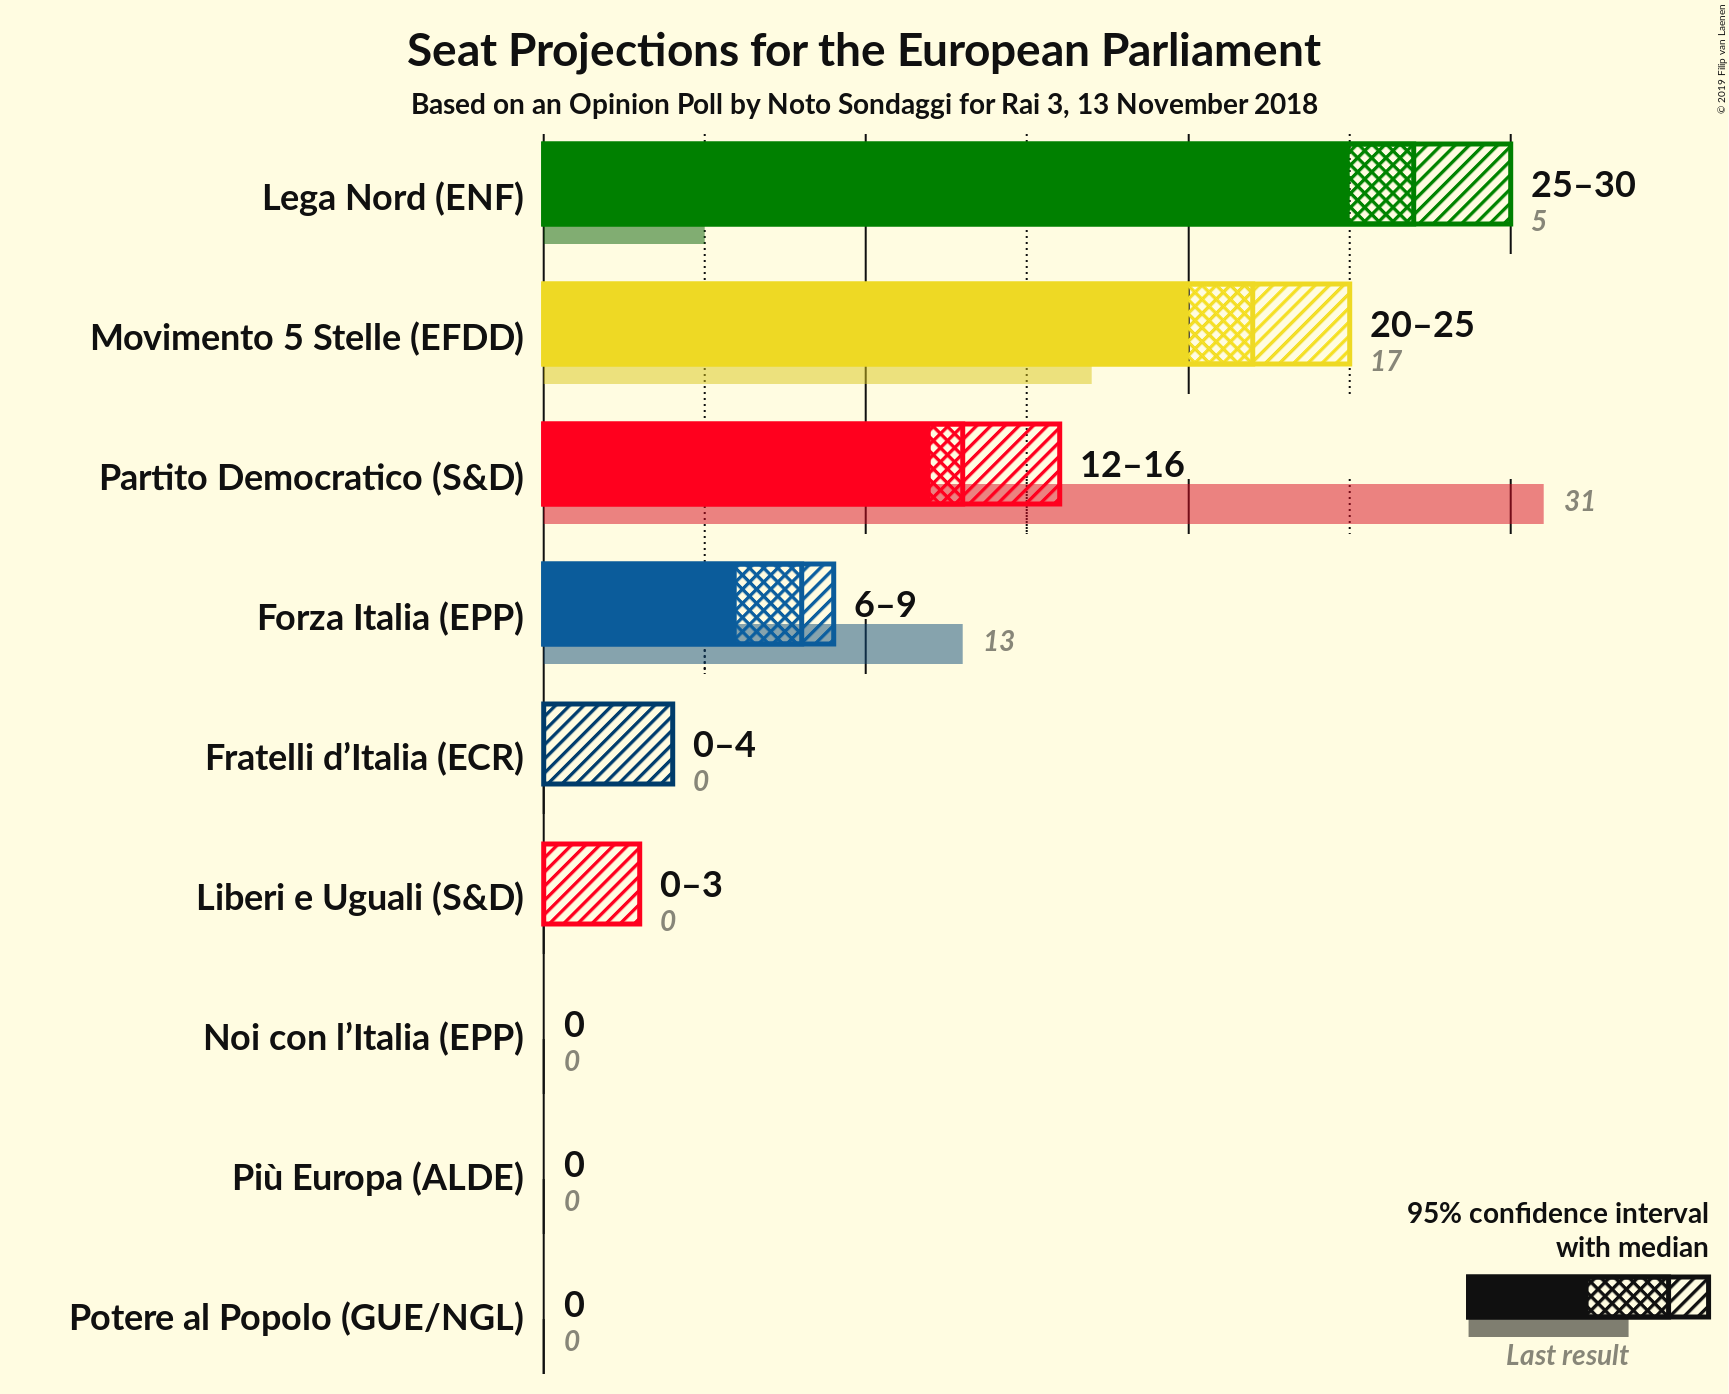 Seat Projections for the European Parliament
Based on an Opinion Poll by Noto Sondaggi for Rai 3, 13 November 2018
© 2019 Filip van Laenen
Lega Nord (ENF)
25–30
5
Movimento 5 Stelle (EFDD)
20–25
17
Partito Democratico (S&D)
12–16
31
Forza Italia (EPP)
6–9
13
Fratelli d’Italia (ECR)
0–4
0
Liberi e Uguali (S&D)
0–3
0
Noi con l’Italia (EPP)
0
0
Più Europa (ALDE)
0
0
Potere al Popolo (GUE/NGL)
0
0
95% confidence interval
with median
Last result